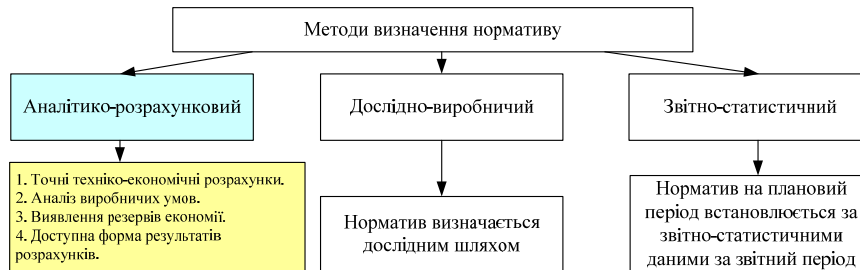 Методи визначення нормативу
Аналітико-розрахунковий
Дослідно-виробничий
Звітно-статистичний
1. Точні техніко-економічні розрахунки.
2. Аналіз виробничих умов.
3. Виявлення резервів економії.
4. Доступна форма результатів
розрахунків.
Норматив визначається
дослідним шляхом
Норматив на плановий
період встановлюється за
звітно-статистичними
даними за звітний період